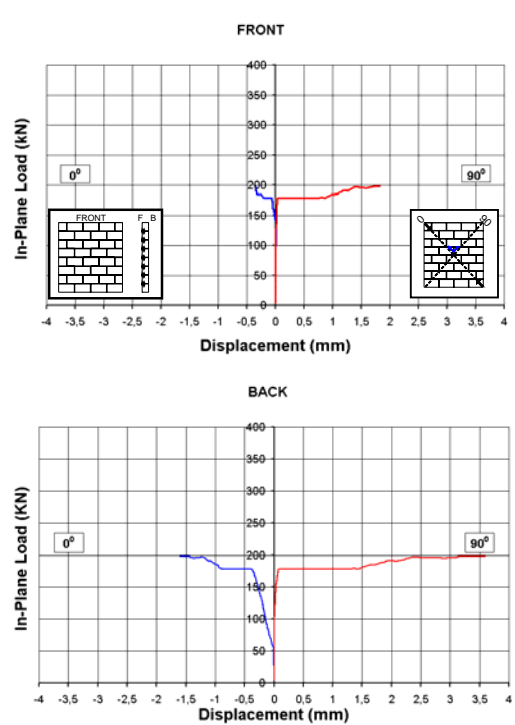 FRONT
In-Plane Load (kN)
400
350
300
250
200
150
100
50
0
0°
90°
FRONT F B
0 90
-4 -3,5 -3 -2,5 -2 -1,5 -1 -0,5 0 0,5 1 1,5 2 2,5 3 3,5 4
Displacement (mm)
BACK
In-Plane Load (KN)
400
350
300
250
200
150
100
50
0
0°
90°
-4 -3,5 -3 -2,5 -2 -1,5 -1 -0,5 0 0,5 1 1,5 2 2,5 3 3,5 4
Displacement (mm)